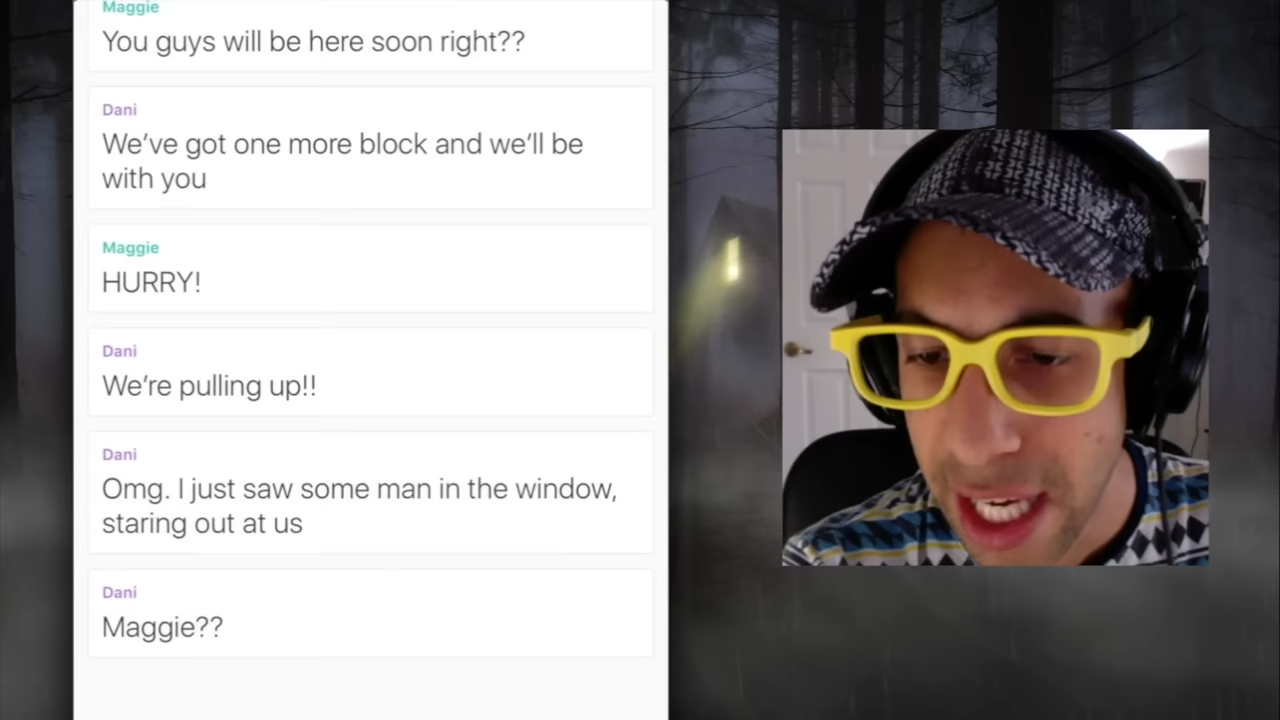 Maggie
You guys will be here soon right??
Dani
We’ve got one more block and we’ll be
with you
Maggie
HURRY!
Dani
We’re pulling up!!
Dani
Omg. I just saw some man in the window,
staring out at us
Dani
Maggie??